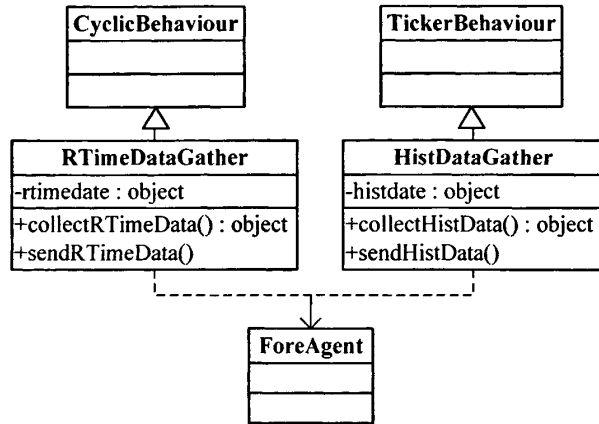 CyclicBehaviour
TickerBehaviour
RTimeDataGather
-rtimedate : object
+collectRTimeData() : object
+sendRTimeData()
HistDataGather
-histdate : object
+collectHistData() : object
+sendHistData()
ForeAgent